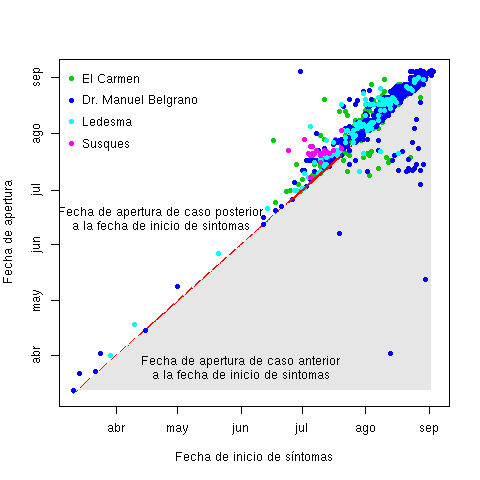 El Carmen
Dr. Manuel Belgrano
Ledesma
Susques
Fecha de apertura de caso posterior
a la fecha de inicio de síntomas
Fecha de apertura de caso anterior
a la fecha de inicio de síntomas
Fecha de apertura
sep
ago
jul
jun
may
abr
abr may jun jul ago sep
Fecha de inicio de síntomas